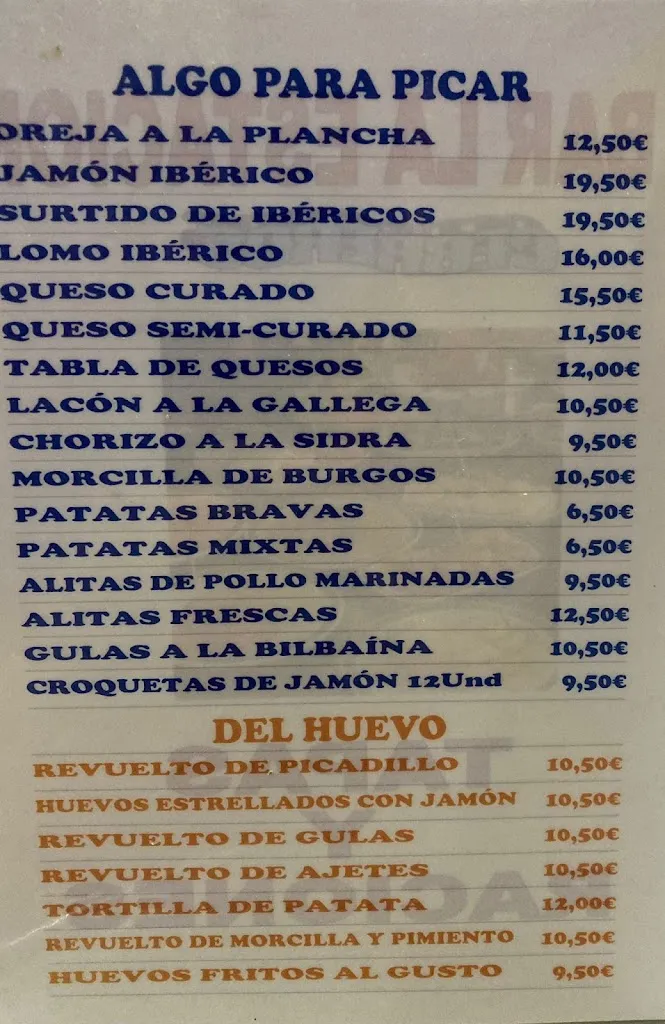 ALGO PARA PICAR
OREJA A LA PLANCHA 12,50€
JAMÓN IBÉRICO 19,50€
SURTIDO DE IBÉRICOS 19,50€
LOMO IBÉRICO 16,00€
QUESO CURADO 15,50€
QUESO SEMI-CURADO 11,50€
TABLA DE QUESOS 12,00€
LACÓN A LA GALLEGA 10,50€
CHORIZO A LA SIDRA 9,50€
MORCILLA DE BURGOS 10,50€
PATATAS BRAVAS 6,50€
PATATAS MIXTAS 6,50€
ALITAS DE POLLO MARINADAS 9,50€
ALITAS FRESCAS 12,50€
GULAS A LA BILBAÍNA 10,50€
CROQUETAS DE JAMÓN 12Und 9,50€
DEL HUEVO
REVUELTO DE PICADILLO 10,50€
HUEVOS ESTRELLADOS CON JAMÓN 10,50€
REVUELTO DE GULAS 10,50€
REVUELTO DE AJETES 10,50€
TORTILLA DE PATATA 12,00€
REVUELTO DE MORCILLA Y PIMIENTO 10,50€
HUEVOS FRITOS AL GUSTO 9,50€